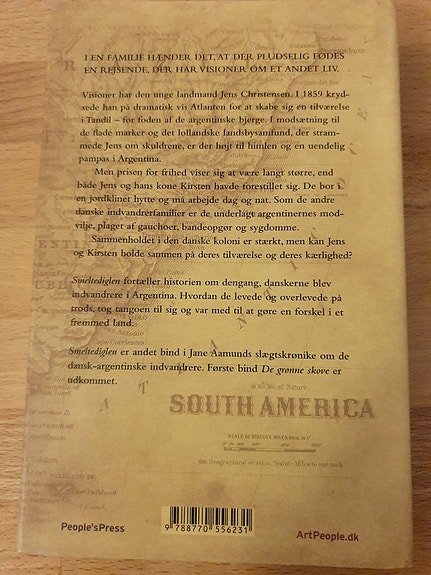 I EN FAMILIE HÆNDER DET, AT DER PLUDSELIG FØDES
EN REJSENDE, DER HAR VISIONER OM ET ANDET LIV.
Visioner har den unge landmand Jens Christensen. I 1859 kryd-
sede han på dramatisk vis Atlanten for at skabe sig en tilværelse
i Tandil – for foden af de argentinske bjerge. I modsætning til
de flade marker og det lollandske landsbysamfund, der stram-
mede Jens om skuldrene, er der højt til himlen og en uendelig
pampas i Argentina.
Men prisen for frihed viser sig at være langt større, end
både Jens og hans kone Kirsten havde forestillet sig. De bor i
en jordklinet hytte og må arbejde dag og nat. Som de andre
danske indvandrerfamilier er de underlagt argentinernes mod-
vilje, plaget af gauchoer, bandeopgør og sygdomme.
Sammenholdet i den danske koloni er stærkt, men kan Jens
og Kirsten holde sammen på deres tilværelse og deres kærlighed?
Smeltediglen fortæller historien om dengang, danskerne blev
indvandrere i Argentina. Hvordan de levede og overlevede på
trods, tog tangoen til sig og var med til at gøre en forskel i et
fremmed land.
Smeltediglen er andet bind i Jane Aamunds slægtskrønike om de
dansk-argentinske indvandrere. Første bind De grønne skove er
udkommet.
SOUTH AMERICA
SCALE OF STATUTE MILES
People'sPress
9 788770 556231
ArtPeople.dk